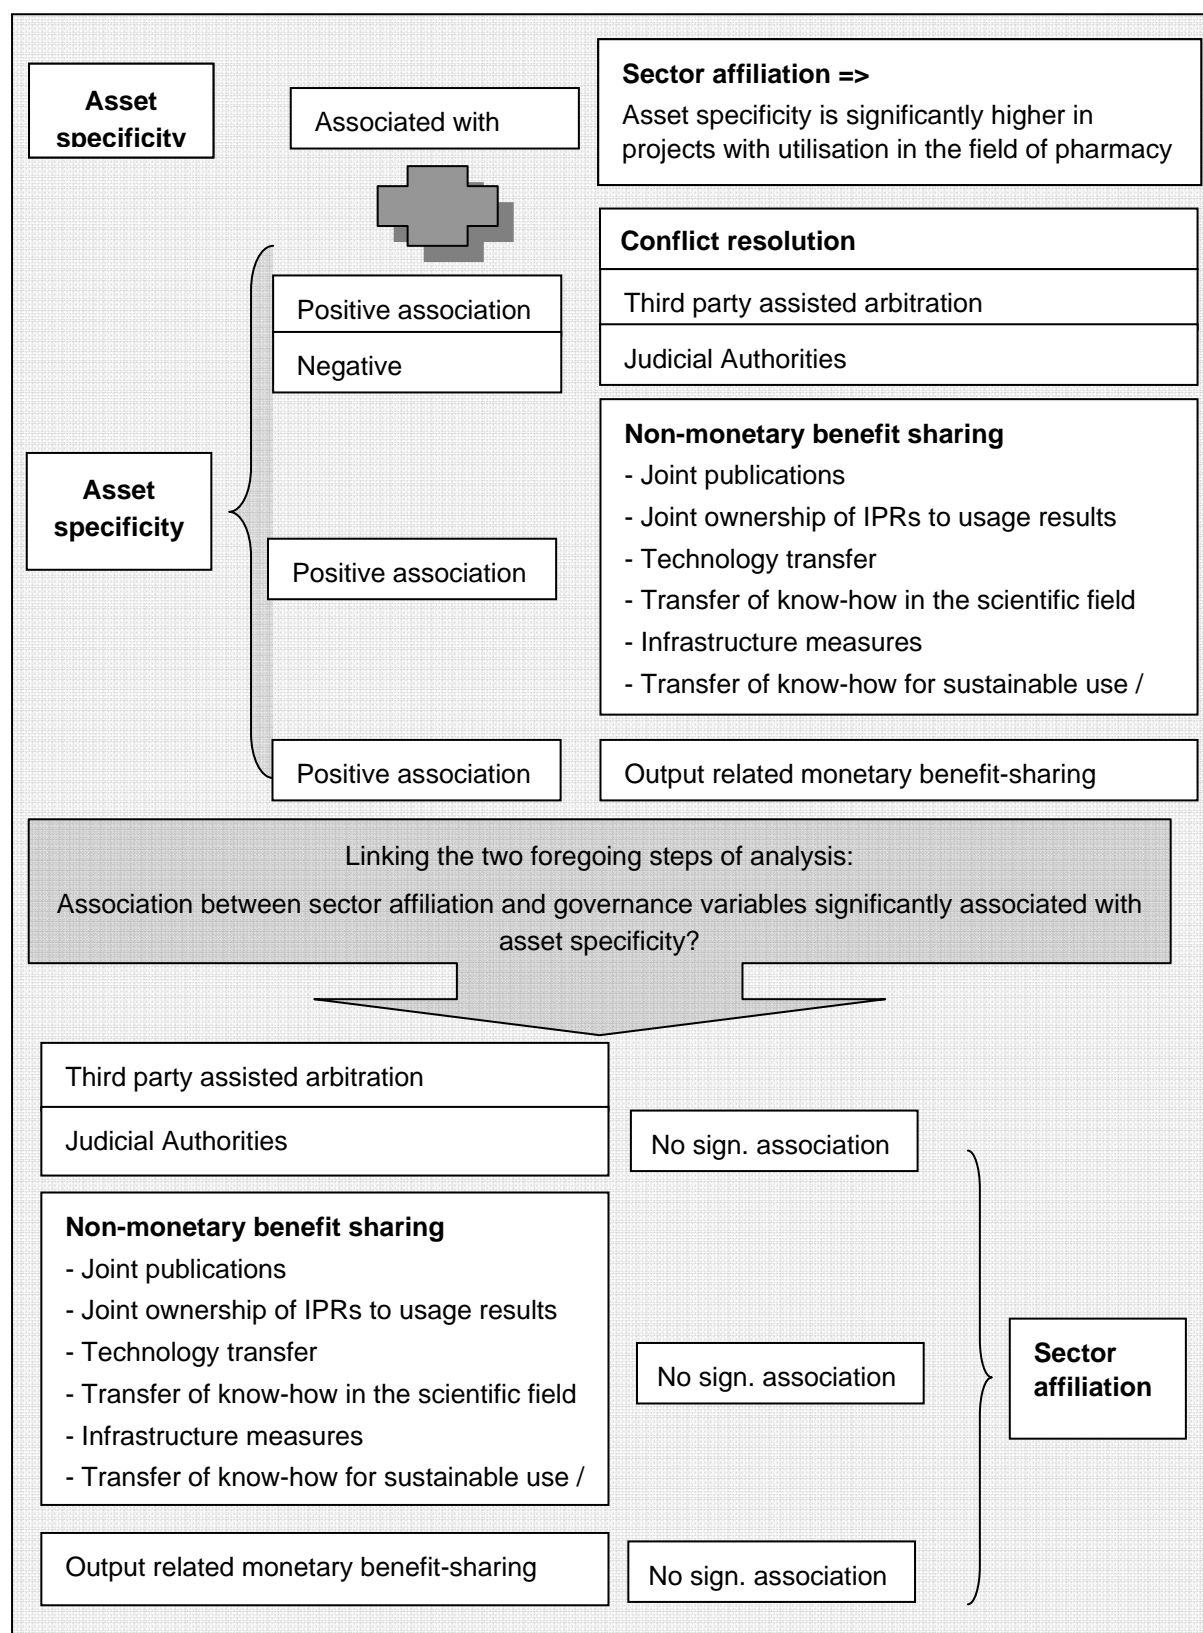 Asset
specificity
Associated with
Sector affiliation =>
Asset specificity is significantly higher in
projects with utilisation in the field of pharmacy
Conflict resolution
Positive association
Third party assisted arbitration
Negative
Judicial Authorities
Asset
specificity
Positive association
Non-monetary benefit sharing
- Joint publications
- Joint ownership of IPRs to usage results
- Technology transfer
- Transfer of know-how in the scientific field
- Infrastructure measures
- Transfer of know-how for sustainable use /
Positive association
Output related monetary benefit-sharing
Linking the two foregoing steps of analysis:
Association between sector affiliation and governance variables significantly associated with
asset specificity?
Third party assisted arbitration
Judicial Authorities
No sign. association
Non-monetary benefit sharing
- Joint publications
- Joint ownership of IPRs to usage results
- Technology transfer
- Transfer of know-how in the scientific field
- Infrastructure measures
- Transfer of know-how for sustainable use /
No sign. association
Sector
affiliation
Output related monetary benefit-sharing
No sign. association